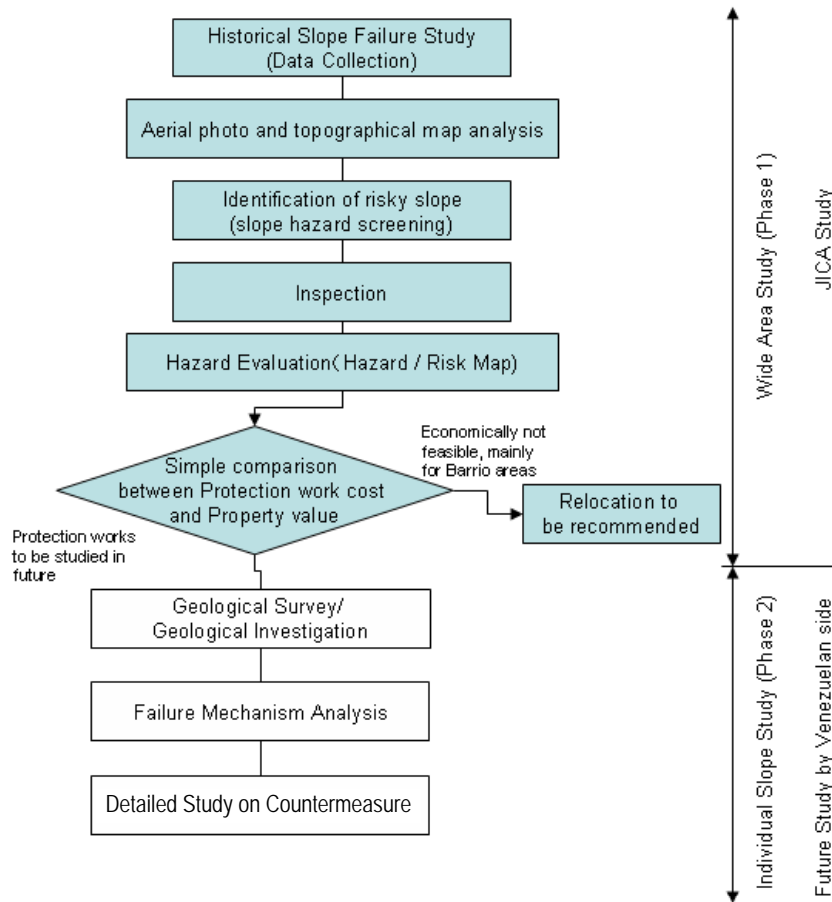 Historical Slope Failure Study
(Data Collection)
Aerial photo and topographical map analysis
Identification of risky slope
(slope hazard screening)
Inspection
Hazard Evaluation( Hazard / Risk Map)
Simple comparison
between Protection work cost
and Property value
Economically not
feasible, mainly
for Barrio areas
Relocation to
be recommended
Protection works
to be studied in
future
Geological Survey/
Geological Investigation
Failure Mechanism Analysis
Detailed Study on Countermeasure
Wide Area Study (Phase 1)
JICA Study
Individual Slope Study (Phase 2)
Future Study by Venezuelan side